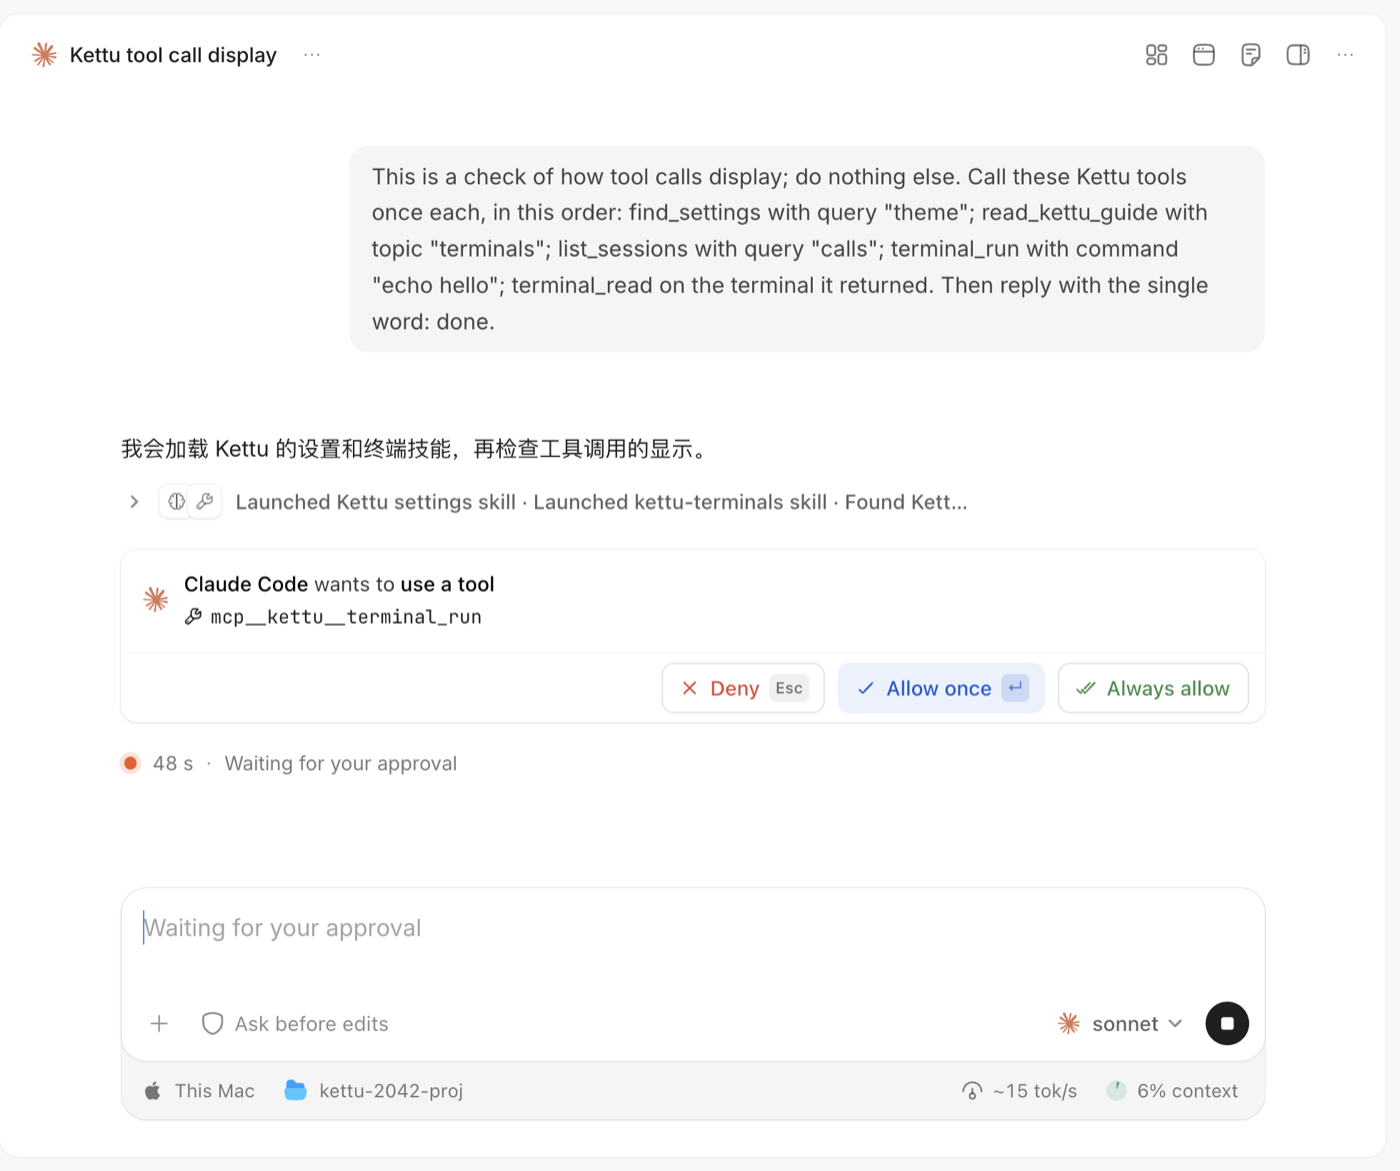 Kettu tool call display
This is a check of how tool calls display; do nothing else. Call these Kettu tools
once each, in this order: find_settings with query "theme"; read_kettu_guide with
topic "terminals"; list_sessions with query "calls"; terminal_run with command
"echo hello"; terminal_read on the terminal it returned. Then reply with the single
word: done.
我会加载 Kettu 的设置和终端技能，再检查工具调用的显示。
Launched Kettu settings skill · Launched kettu-terminals skill · Found Kett...
Claude Code wants to use a tool
mcp__kettu__terminal_run
Deny Esc
Allow once
Always allow
48 s · Waiting for your approval
Waiting for your approval
Ask before edits
sonnet
This Mac
kettu-2042-proj
~15 tok/s
6% context